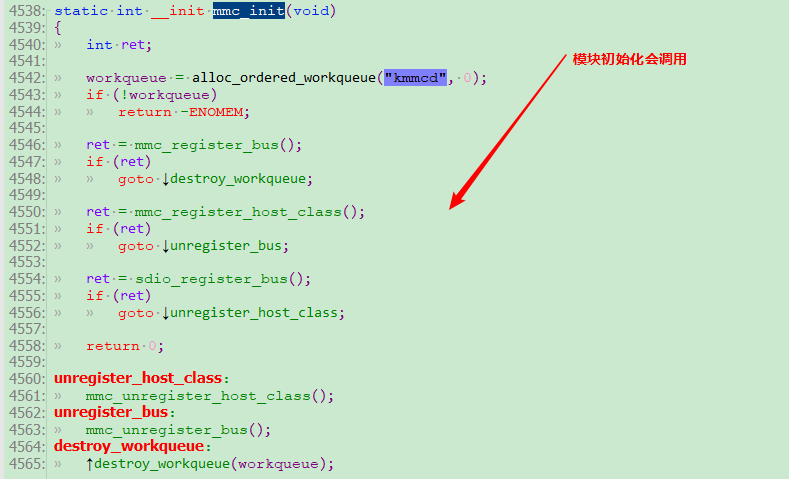 4538: static int __init mmc_init(void)
4539: {
4540: » int ret;
4541:
4542: » workqueue = alloc_ordered_workqueue("kmmcd", 0);
4543: » if (!workqueue)
4544: » » return -ENOMEM;
4545:
4546: » ret = mmc_register_bus();
4547: » if (ret)
4548: » » goto ↓destroy_workqueue;
4549:
4550: » ret = mmc_register_host_class();
4551: » if (ret)
4552: » » goto ↓unregister_bus;
4553:
4554: » ret = sdio_register_bus();
4555: » if (ret)
4556: » » goto ↓unregister_host_class;
4557:
4558: » return 0;
4559:
4560: unregister_host_class:
4561: » mmc_unregister_host_class();
4562: unregister_bus:
4563: » mmc_unregister_bus();
4564: destroy_workqueue:
4565: » ↑destroy_workqueue(workqueue);
模块初始化会调用